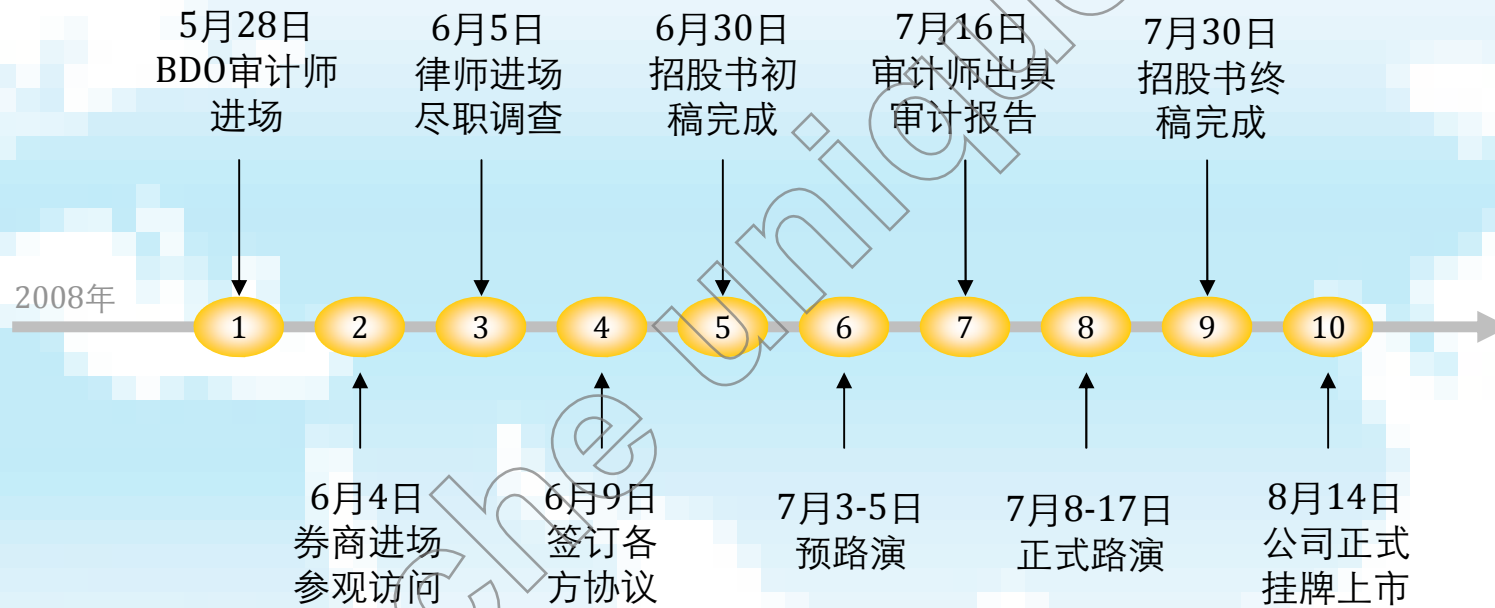 5月28日
BDO审计师
进场
6月5日
律师进场
尽职调查
6月30日
招股书初
稿完成
7月16日
审计师出具
审计报告
7月30日
招股书终
稿完成
2008年
1
2
3
4
5
6
7
8
9
10
6月4日
券商进场
参观访问
6月9日
签订各
方协议
7月3-5日
预路演
7月8-17日
正式路演
8月14日
公司正式
挂牌上市
unique